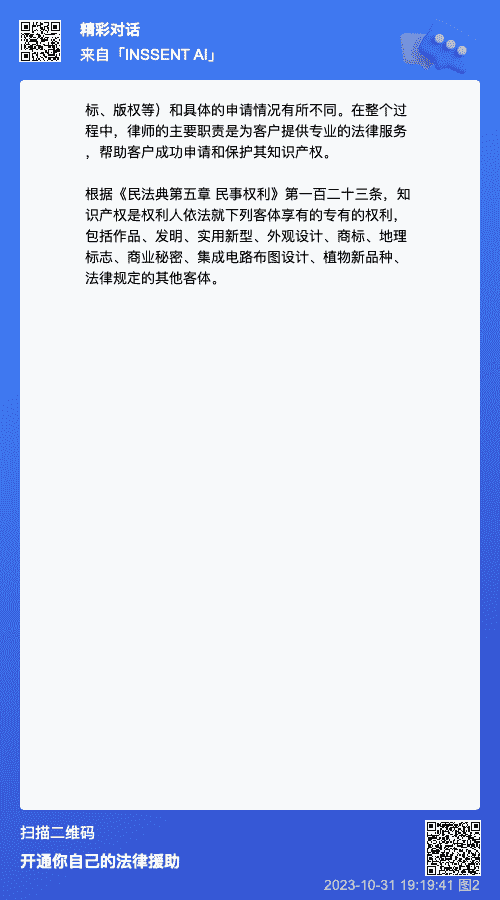 精彩对话
来自「INSSENT AI」
标、版权等）和具体的申请情况有所不同。在整个过
程中，律师的主要职责是为客户提供专业的法律服务
，帮助客户成功申请和保护其知识产权。
根据《民法典第五章 民事权利》第一百二十三条，知
识产权是权利人依法就下列客体享有的专有的权利，
包括作品、发明、实用新型、外观设计、商标、地理
标志、商业秘密、集成电路布图设计、植物新品种、
法律规定的其他客体。
扫描二维码
开通你自己的法律援助
2023-10-31 19:19:41 图2